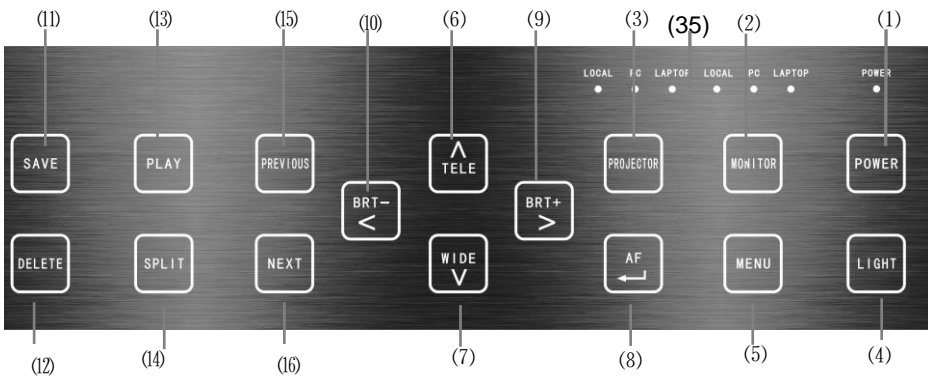 (11) (13) (15) (10) (6) (9) (3) (35) (2) (1)
LOCAL PC LAPTOP LOCAL PC LAPTOP POWER
SAVE PLAY PREVIOUS TELE PROJECTOR MONITOR POWER
BRT- BRT+
< >
DELETE SPLIT NEXT WIDE AF MENU LIGHT
(12) (14) (16) (7) (8) (5) (4)